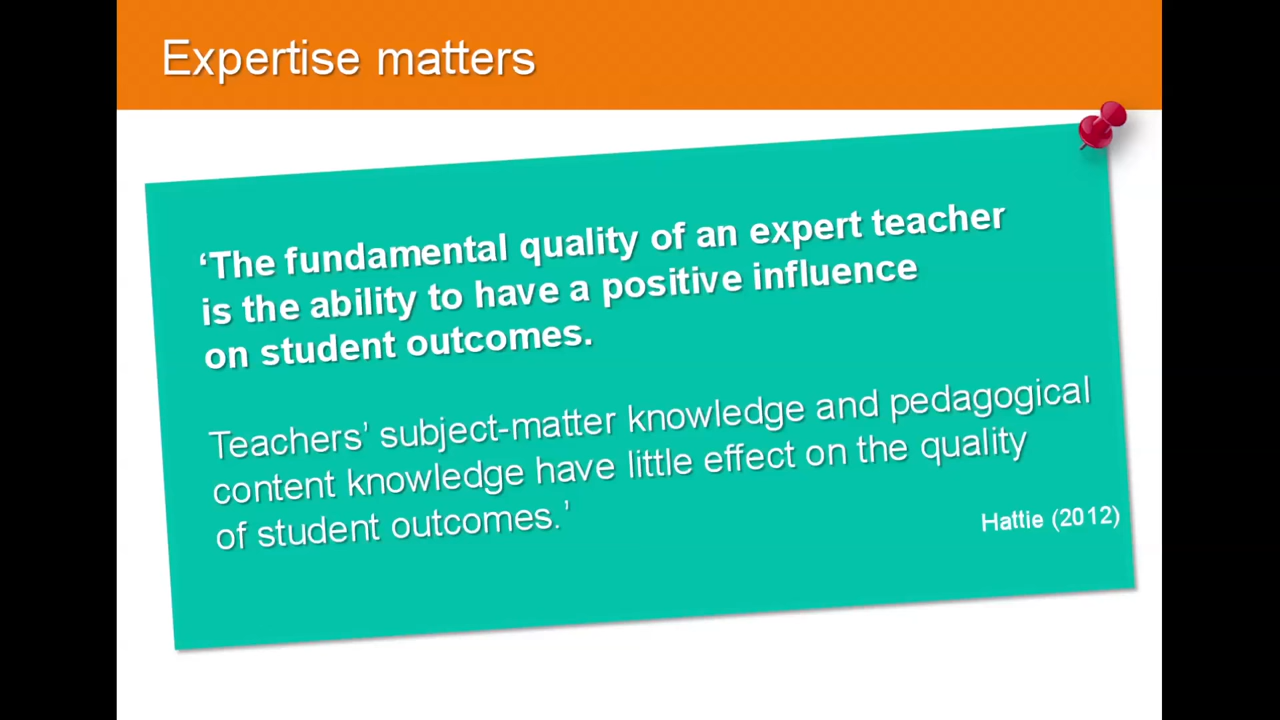 Expertise matters
‘The fundamental quality of an expert teacher
is the ability to have a positive influence
on student outcomes.
Teachers’ subject-matter knowledge and pedagogical
content knowledge have little effect on the quality
of student outcomes.’
Hattie (2012)